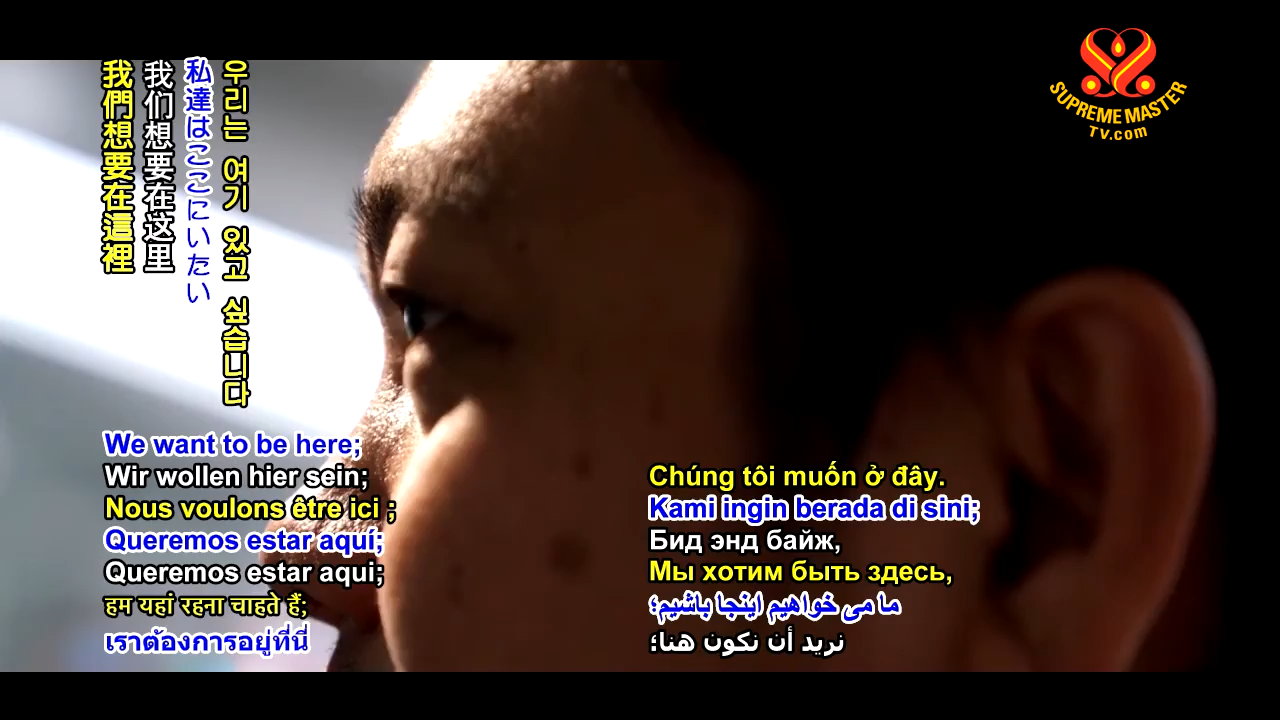 我們想要在這裡
我们想要在这里
私達はここにいたい
우리는 여기 있고 싶습니다
SUPREME MASTER
TV.com
We want to be here;
Wir wollen hier sein;
Nous voulons être ici ;
Queremos estar aquí;
Queremos estar aqui;
हम यहां रहना चाहते हैं;
เราต้องการอยู่ที่นี่
Chúng tôi muốn ở đây.
Kami ingin berada di sini;
Бид энд байж,
Мы хотим быть здесь,
ما می خواهیم اینجا باشیم؛
نريد أن نكون هنا؛